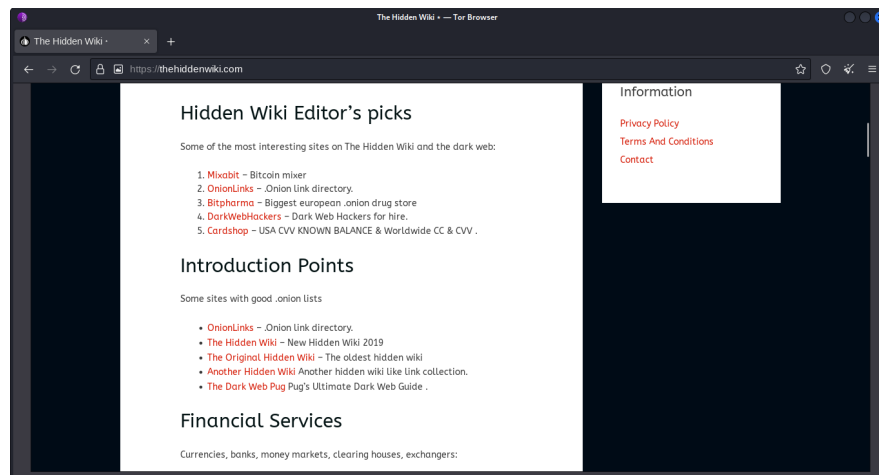 The Hidden Wiki • — Tor Browser
The Hidden Wiki •
https://thehiddenwiki.com
Hidden Wiki Editor's picks
Some of the most interesting sites on The Hidden Wiki and the dark web:
1. Mixabit – Bitcoin mixer
2. OnionLinks – .Onion link directory.
3. Bitpharma – Biggest european .onion drug store
4. DarkWebHackers – Dark Web Hackers for hire.
5. Cardshop – USA CVV KNOWN BALANCE & Worldwide CC & CVV .
Introduction Points
Some sites with good .onion lists
• OnionLinks – .Onion link directory.
• The Hidden Wiki – New Hidden Wiki 2019
• The Original Hidden Wiki – The oldest hidden wiki
• Another Hidden Wiki Another hidden wiki like link collection.
• The Dark Web Pug Pug's Ultimate Dark Web Guide .
Financial Services
Currencies, banks, money markets, clearing houses, exchangers:
Information
Privacy Policy
Terms And Conditions
Contact